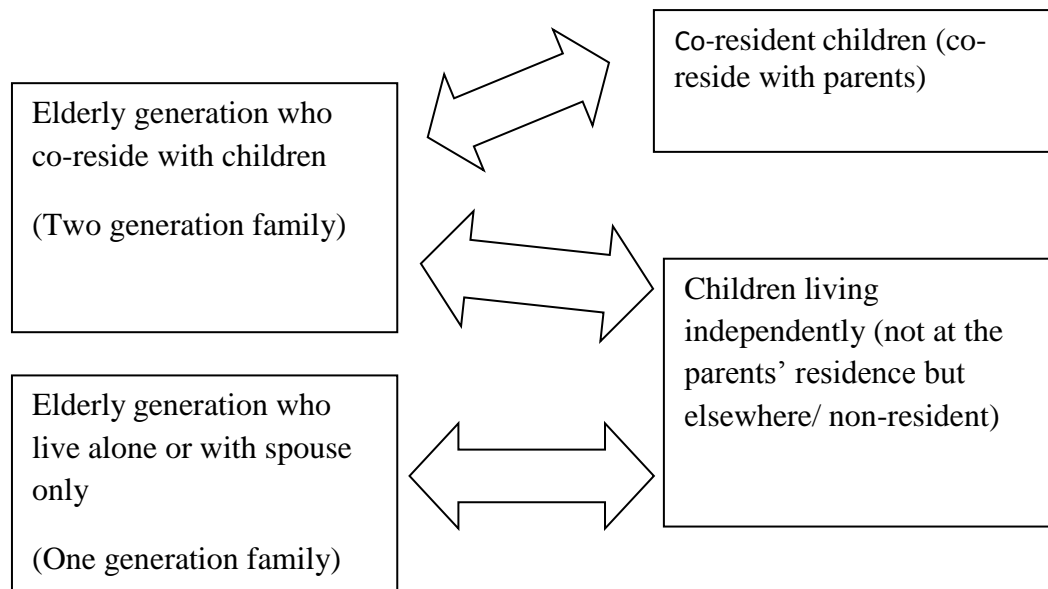 Co-resident children (co-
reside with parents)
Elderly generation who
co-reside with children
(Two generation family)
Children living
independently (not at the
parents’ residence but
elsewhere/ non-resident)
Elderly generation who
live alone or with spouse
only
(One generation family)